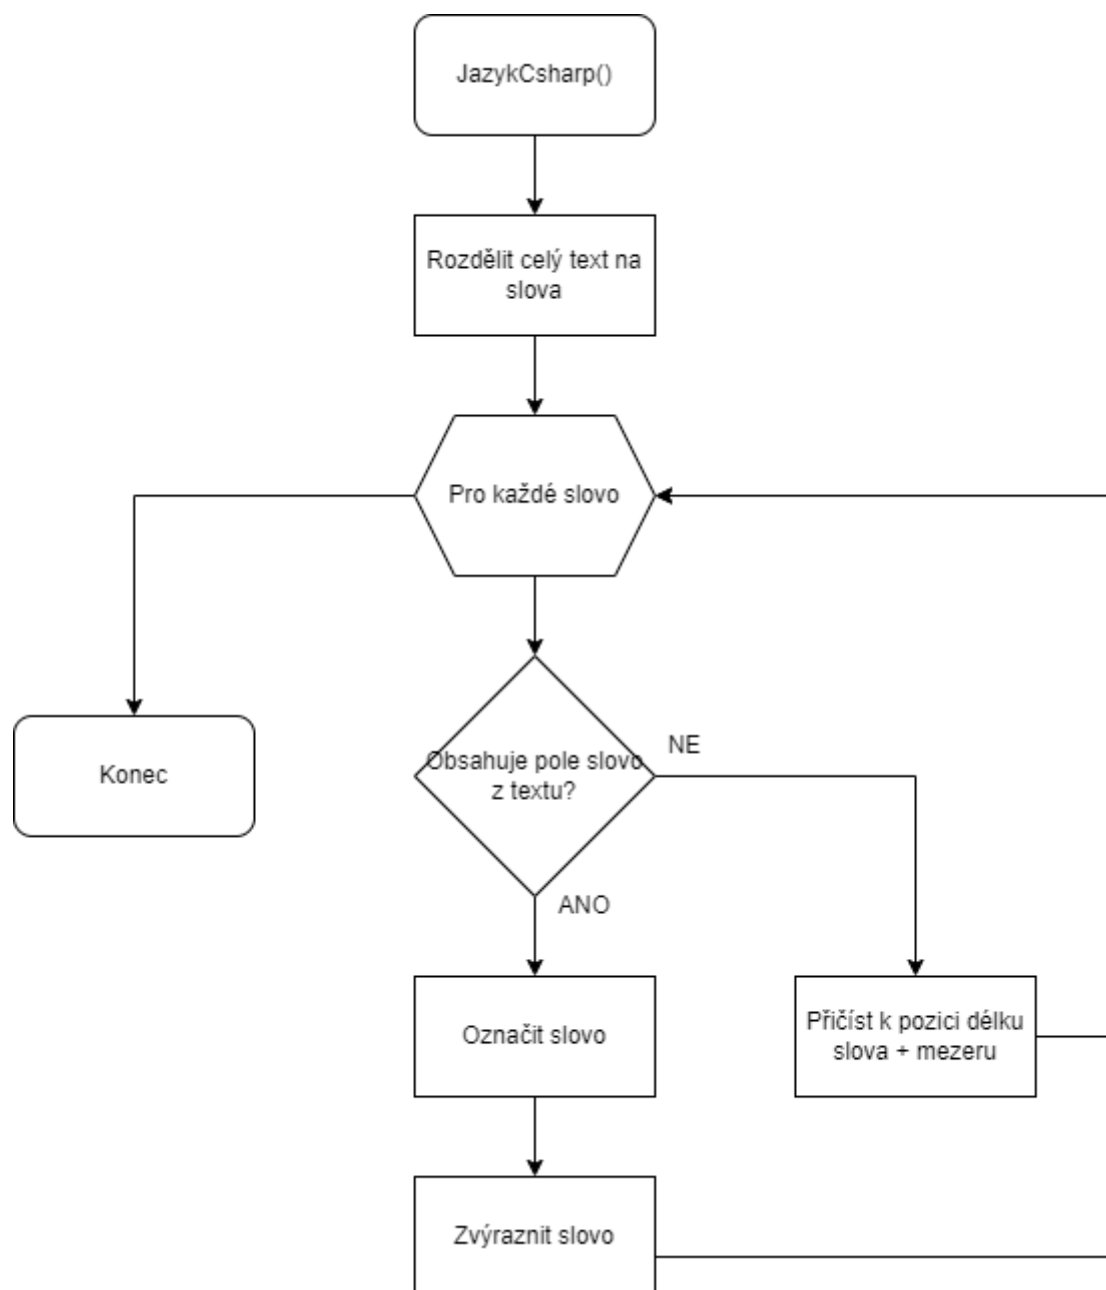 JazykCsharp()
Rozdělit celý text na
slova
Pro každé slovo
Konec
Obsahuje pole slovo
z textu?
NE
ANO
Označit slovo
Přičíst k pozici délku
slova + mezeru
Zvýraznit slovo